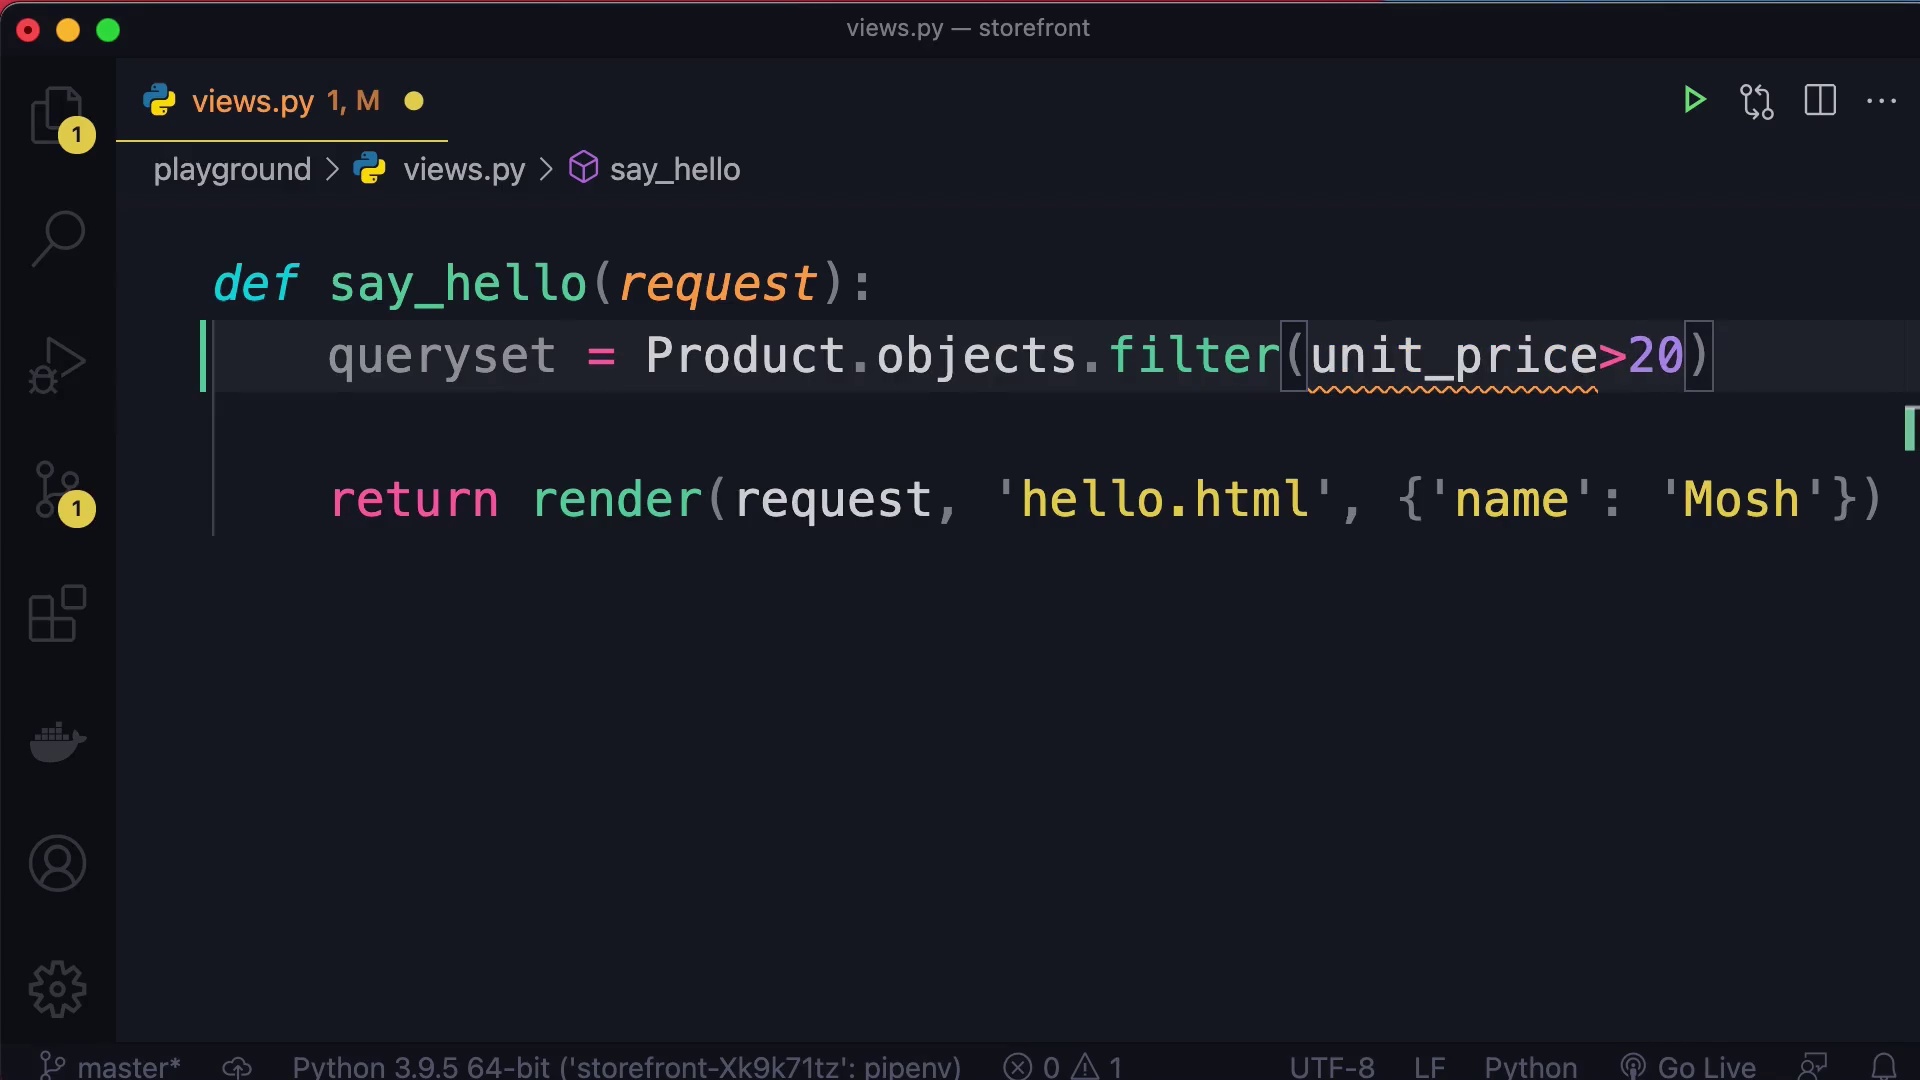 views.py — storefront
views.py 1, M
1
playground > views.py > say_hello
def say_hello(request):
queryset = Product.objects.filter(unit_price>20)
return render(request, 'hello.html', {'name': 'Mosh'})
1
master* Python 3.9.5 64-bit ('storefront-Xk9k71tz': pipenv) 0 1 UTF-8 LF Python Go Live